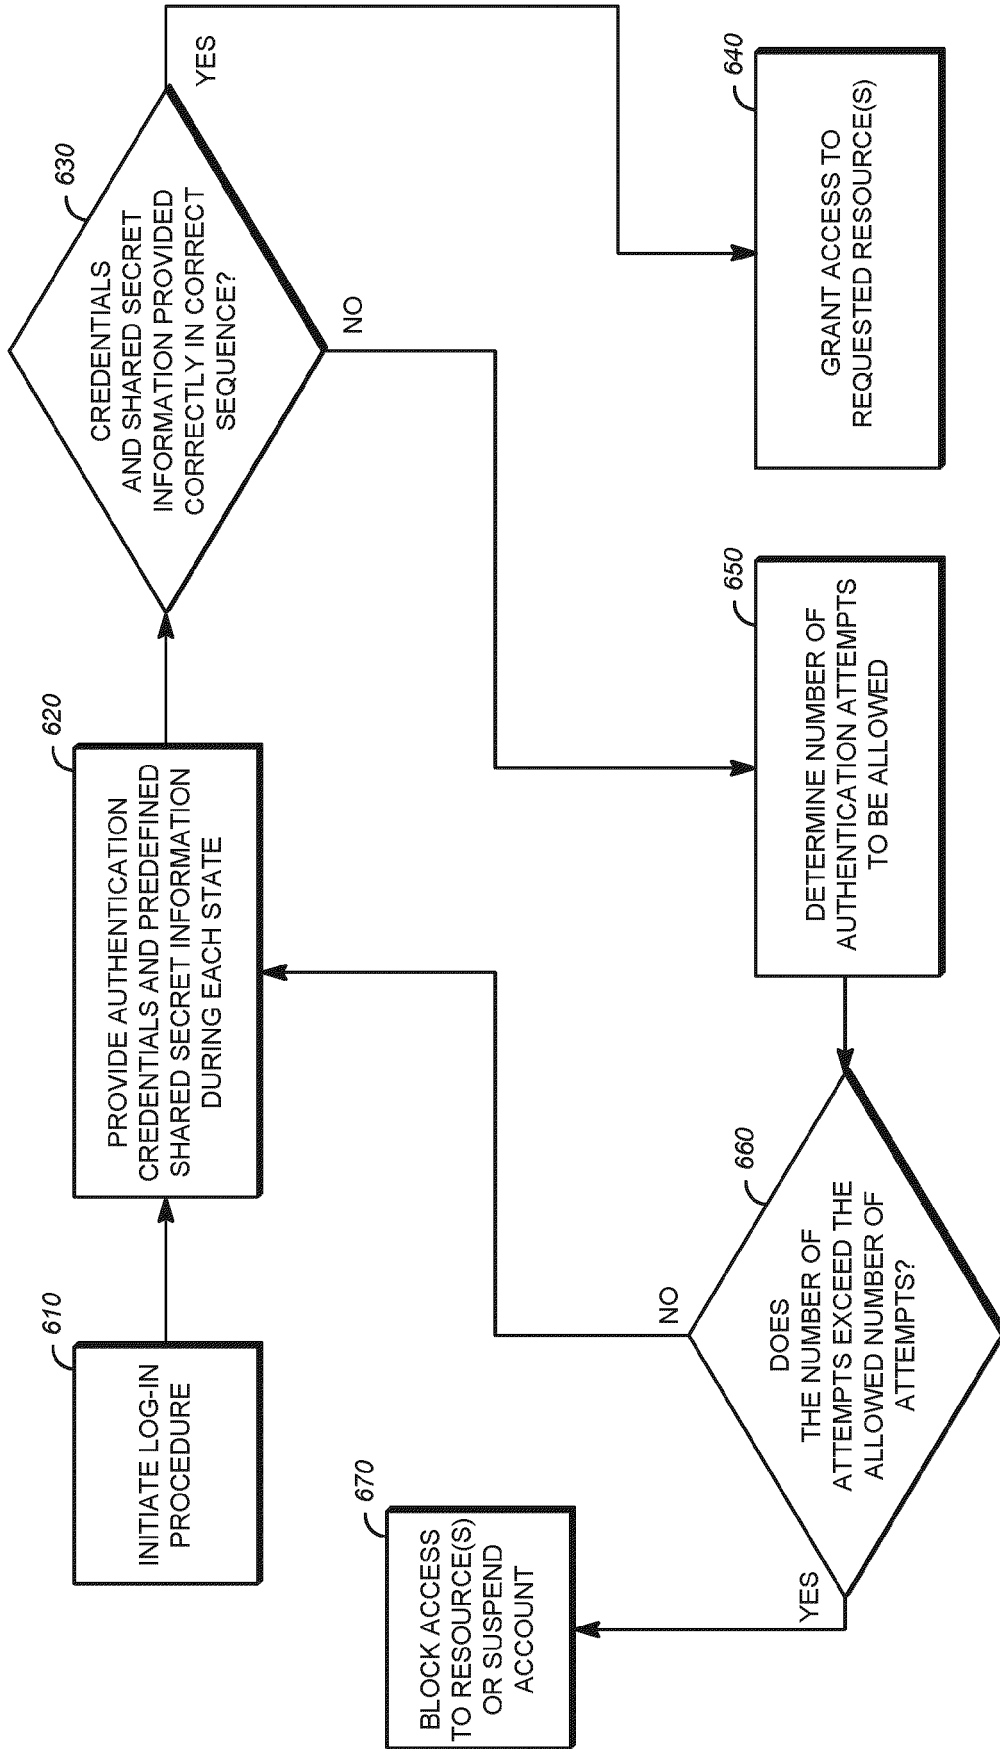 610
INITIATE LOG-IN
PROCEDURE
620
PROVIDE AUTHENTICATION
CREDENTIALS AND PREDEFINED
SHARED SECRET INFORMATION
DURING EACH STATE
630
CREDENTIALS
AND SHARED SECRET
INFORMATION PROVIDED
CORRECTLY IN CORRECT
SEQUENCE?
YES
NO
640
GRANT ACCESS TO
REQUESTED RESOURCE(S)
650
DETERMINE NUMBER OF
AUTHENTICATION ATTEMPTS
TO BE ALLOWED
660
DOES
THE NUMBER OF
ATTEMPTS EXCEED THE
ALLOWED NUMBER OF
ATTEMPTS?
NO
YES
670
BLOCK ACCESS
TO RESOURCE(S)
OR SUSPEND
ACCOUNT